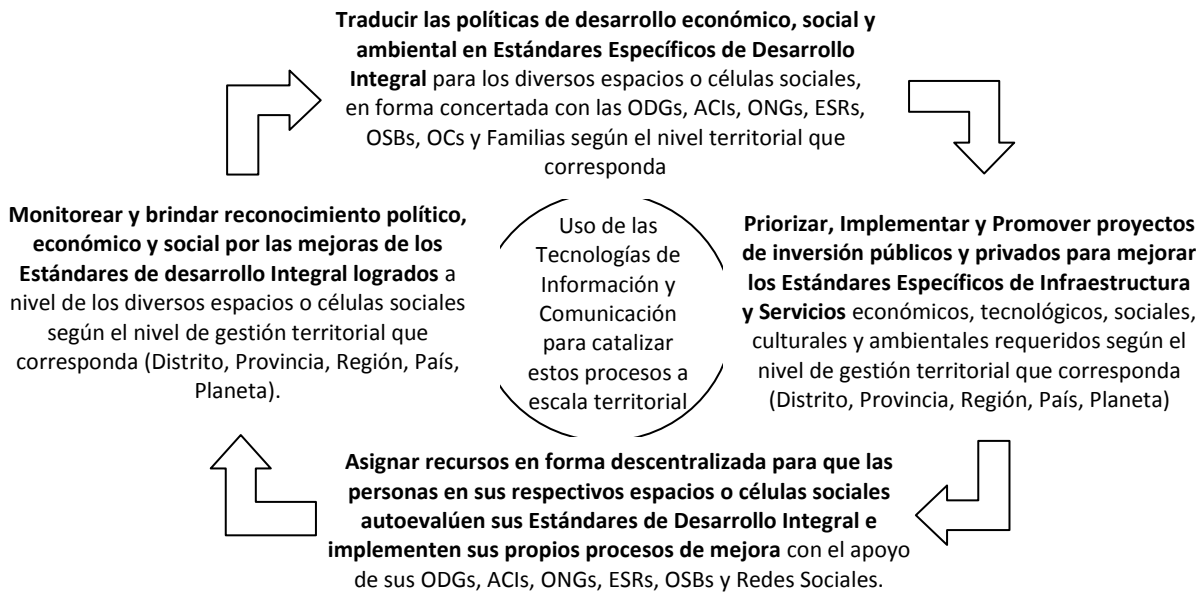 Traducir las políticas de desarrollo económico, social y
ambiental en Estándares Específicos de Desarrollo
Integral para los diversos espacios o células sociales,
en forma concertada con las ODGs, ACIs, ONGs, ESRs,
OSBs, OCs y Familias según el nivel territorial que
corresponda
Monitorear y brindar reconocimiento político,
económico y social por las mejoras de los
Estándares de desarrollo Integral logrados a
nivel de los diversos espacios o células sociales
según el nivel de gestión territorial que
corresponda (Distrito, Provincia, Región, País,
Planeta).
Uso de las
Tecnologías de
Información y
Comunicación
para catalizar
estos procesos a
escala territorial
Priorizar, Implementar y Promover proyectos
de inversión públicos y privados para mejorar
los Estándares Específicos de Infraestructura
y Servicios económicos, tecnológicos, sociales,
culturales y ambientales requeridos según el
nivel de gestión territorial que corresponda
(Distrito, Provincia, Región, País, Planeta)
Asignar recursos en forma descentralizada para que las
personas en sus respectivos espacios o células sociales
autoevalúen sus Estándares de Desarrollo Integral e
implementen sus propios procesos de mejora con el apoyo
de sus ODGs, ACIs, ONGs, ESRs, OSBs y Redes Sociales.